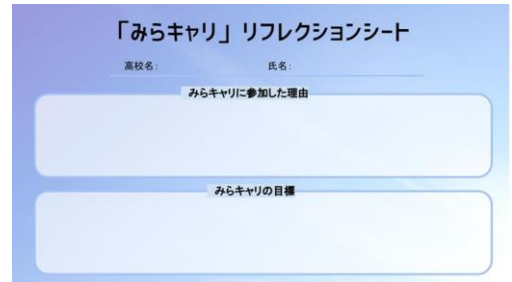 「みらキャリ」リフレクションシート
高校名: 氏名:
みらキャリに参加した理由
みらキャリの目標